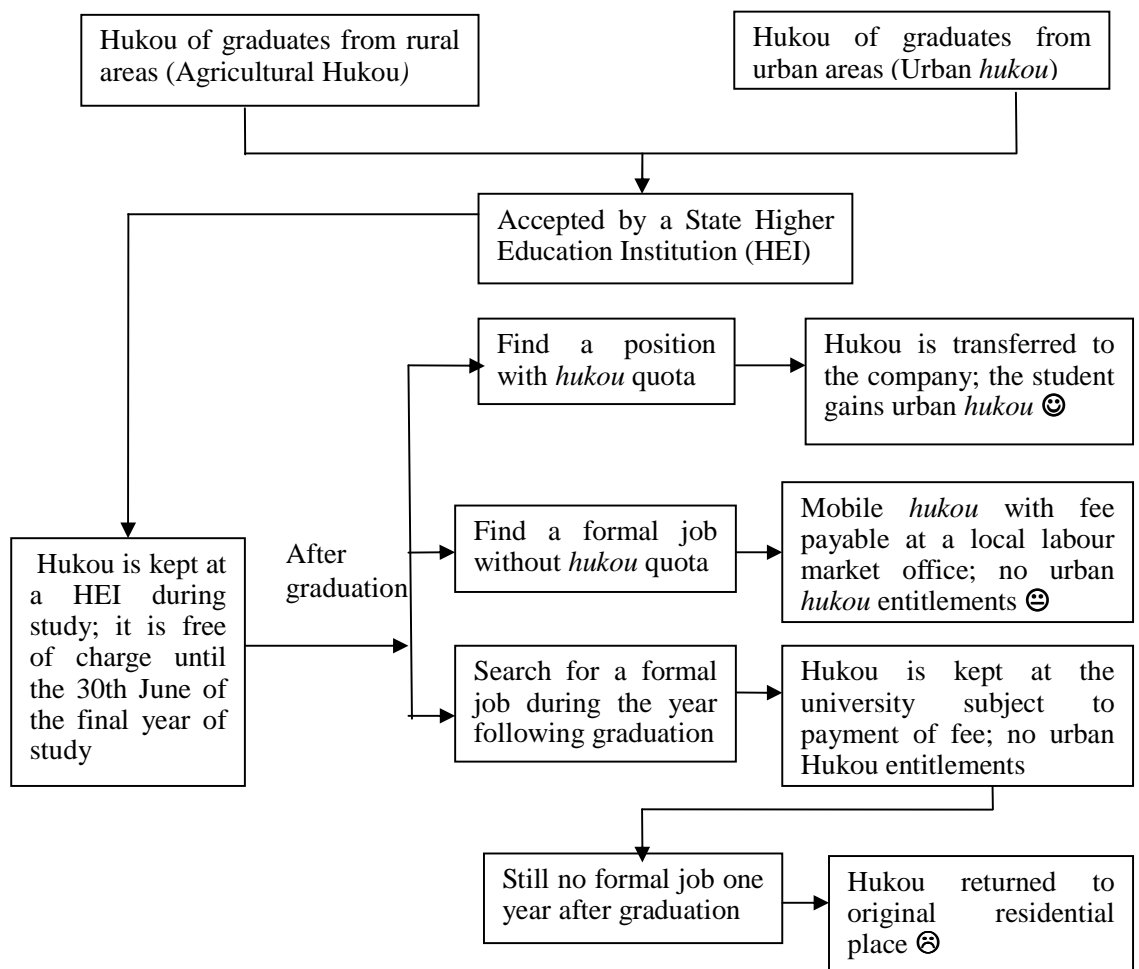 Hukou of graduates from rural
areas (Agricultural Hukou)
Hukou of graduates from
urban areas (Urban hukou)
Accepted by a State Higher
Education Institution (HEI)
Find a position
with hukou quota
Hukou is transferred to
the company; the student
gains urban hukou ☺
Find a formal job
without hukou quota
Mobile hukou with fee
payable at a local labour
market office; no urban
hukou entitlements 😐
Hukou is kept at
a HEI during
study; it is free
of charge until
the 30th June of
the final year of
study
After
graduation
Search for a formal
job during the year
following graduation
Hukou is kept at the
university subject to
payment of fee; no urban
Hukou entitlements
Still no formal job one
year after graduation
Hukou returned to
original residential
place ☹